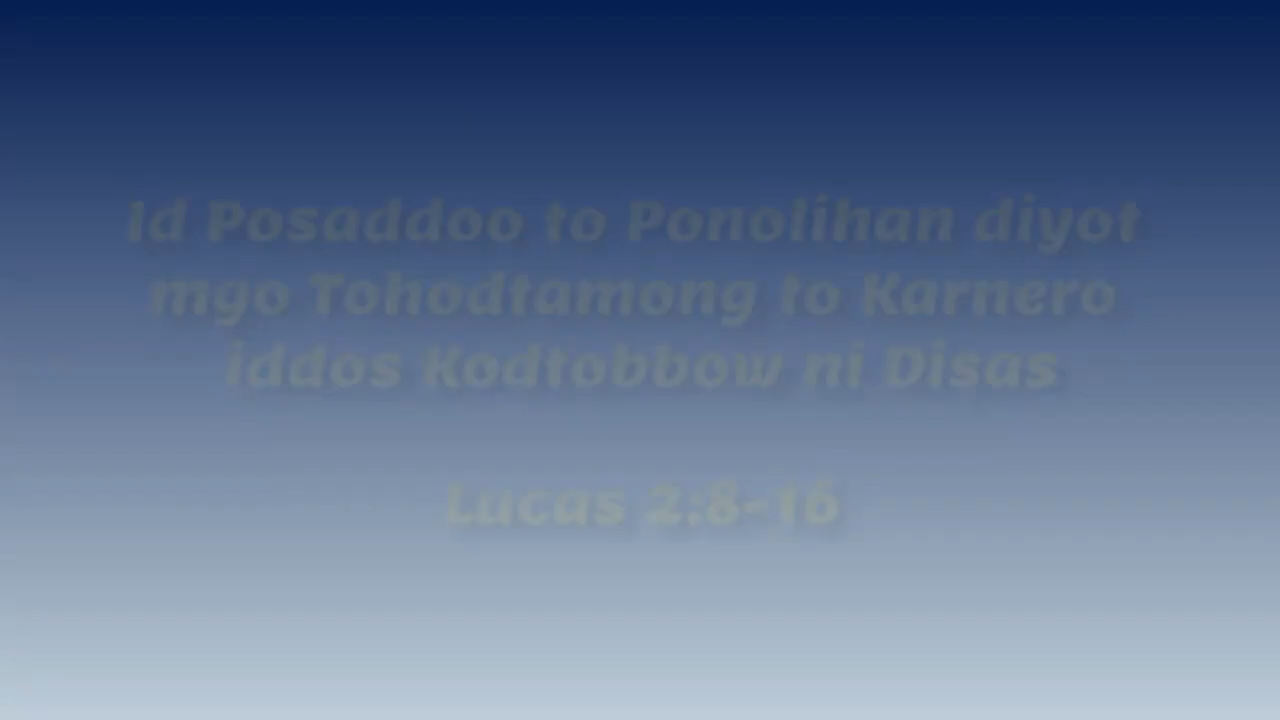 id Posaddoo to Ponolihan diyot
mgo Tohodtamong to Karnero
iddos Kodtobbow ni Disas
Lucas 2:8-16